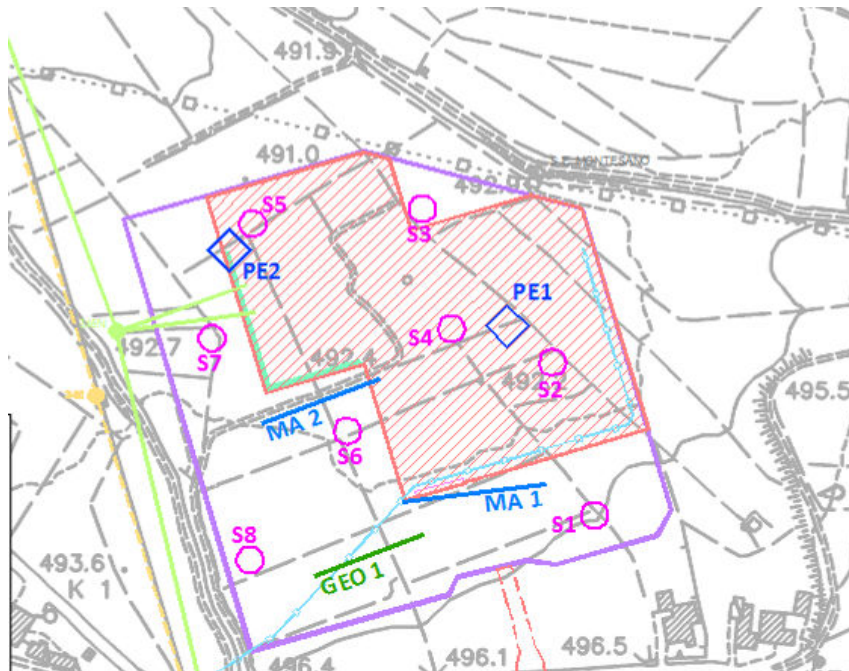 491.9
S.E. MONTESANO
491.0
S5
S3
PE2
PE1
S4
492.7
S7
492.4
S2
495.5
MA 2
S6
MA 1
S1
S8
GEO 1
493.6
K 1
496.4
496.1
496.5